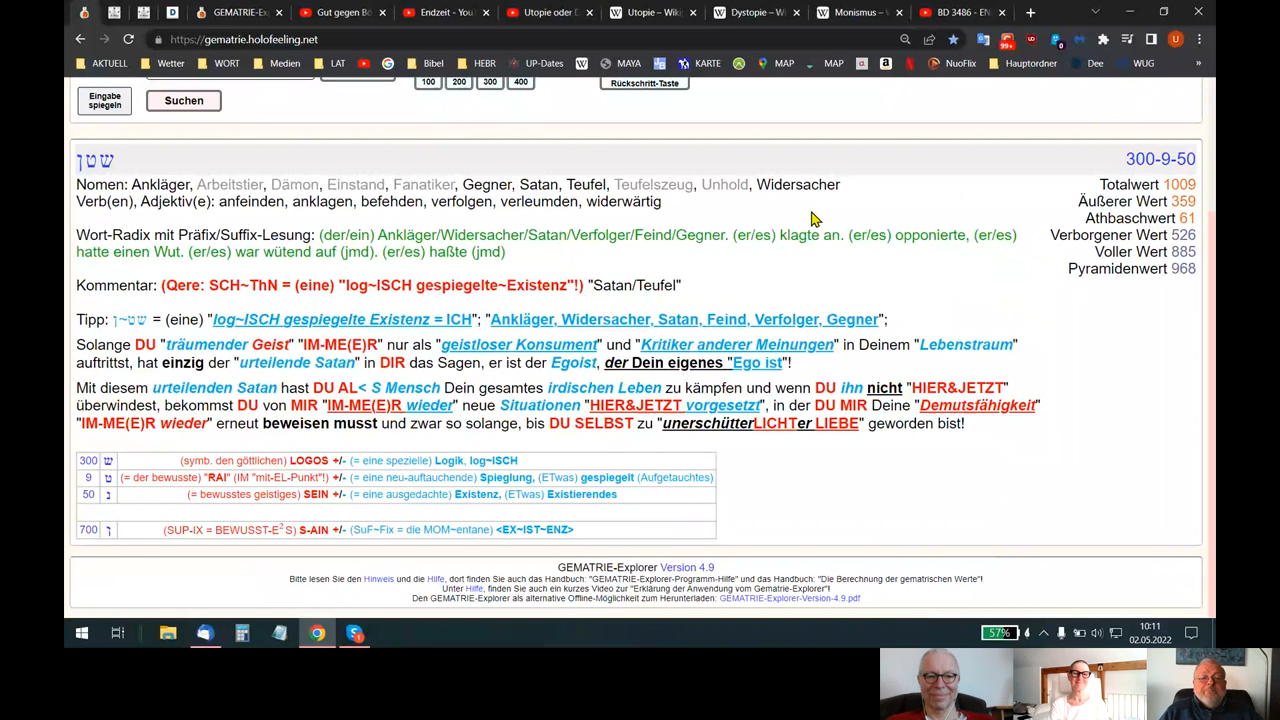 GEMATRIE-Ex
Gut gegen Bö
Endzeit - You
Utopie oder D
Utopie – Wiki
Dystopie – Wi
Monismus – W
BD 3486 - EN
https://gematrie.holofeeling.net
AKTUELL Wetter WORT Medien LAT Bibel HEBR UP-Dates MAYA KARTE MAP MAP NuoFlix Hauptordner Dee WUG »
100 200 300 400
Rückschritt-Taste
Eingabe
spiegeln
Suchen
שטן 300-9-50
Nomen: Ankläger, Arbeitstier, Dämon, Einstand, Fanatiker, Gegner, Satan, Teufel, Teufelszeug, Unhold, Widersacher
Verb(en), Adjektiv(e): anfeinden, anklagen, befehden, verfolgen, verleumden, widerwärtig
Totalwert 1009
Äußerer Wert 359
Athbaschwert 61
Verborgener Wert 526
Voller Wert 885
Pyramidenwert 968
Wort-Radix mit Präfix/Suffix-Lesung: (der/ein) Ankläger/Widersacher/Satan/Verfolger/Feind/Gegner. (er/es) klagte an. (er/es) opponierte, (er/es)
hatte einen Wut. (er/es) war wütend auf (jmd). (er/es) haßte (jmd)
Kommentar: (Qere: SCH~ThN = (eine) "log~ISCH gespiegelte~Existenz"!) "Satan/Teufel"
Tipp: שט~ן = (eine) "log~ISCH gespiegelte Existenz = ICH"; "Ankläger, Widersacher, Satan, Feind, Verfolger, Gegner";
Solange DU "träumender Geist" "IM-ME(E)R" nur als "geistloser Konsument" und "Kritiker anderer Meinungen" in Deinem "Lebenstraum"
auftrittst, hat einzig der "urteilende Satan" in DIR das Sagen, er ist der Egoist, der Dein eigenes "Ego ist"!
Mit diesem urteilenden Satan hast DU AL< S Mensch Dein gesamtes irdischen Leben zu kämpfen und wenn DU ihn nicht "HIER&JETZT"
überwindest, bekommst DU von MIR "IM-ME(E)R wieder" neue Situationen "HIER&JETZT vorgesetzt", in der DU MIR Deine "Demutsfähigkeit"
"IM-ME(E)R wieder" erneut beweisen musst und zwar so solange, bis DU SELBST zu "unerschütterLICHTer LIEBE" geworden bist!
300 ש (symb. den göttlichen) LOGOS +/- (= eine spezielle) Logik, log~ISCH
9 ט (= der bewusste) "RAI" (IM "mit-EL-Punkt"!) +/- (= eine neu-auftauchende) Spieglung, (ETwas) gespiegelt (Aufgetauchtes)
50 נ (= bewusstes geistiges) SEIN +/- (= eine ausgedachte) Existenz, (ETwas) Existierendes
700 ן (SUP-IX = BEWUSST-E² S) S-AIN +/- (SuF~Fix = die MOM~entane) <EX~IST~ENZ>
GEMATRIE-Explorer Version 4.9
Bitte lesen Sie den Hinweis und die Hilfe, dort finden Sie auch das Handbuch: "GEMATRIE-Explorer-Programm-Hilfe" und das Handbuch: "Die Berechnung der gematrischen Werte"!
Unter Hilfe, finden Sie auch ein kurzes Video zur "Erklärung der Anwendung vom Gematrie-Explorer"!
Den GEMATRIE-Explorer als alternative Offline-Möglichkeit zum Herunterladen: GEMATRIE-Explorer-Version-4.9.pdf
57%
10:11
02.05.2022